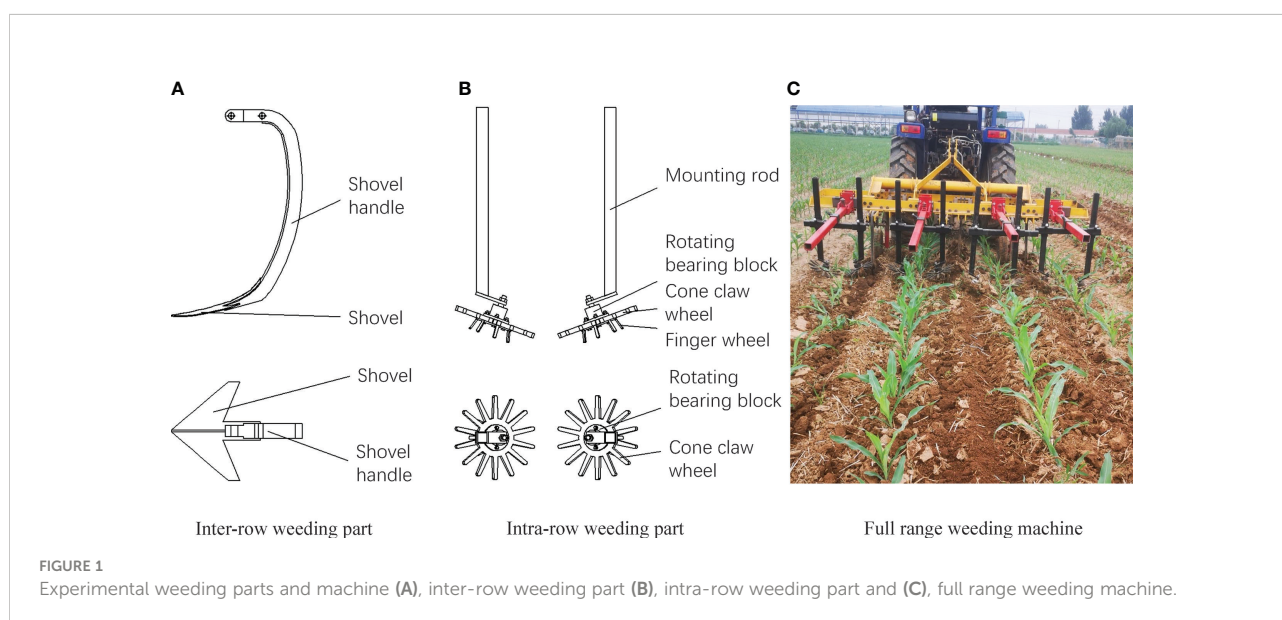 A
B
C
Shovel
handle
Shovel
Shovel
Shovel
handle
Mounting rod
Rotating
bearing block
Cone claw
wheel
Finger wheel
Rotating
bearing block
Cone claw
wheel
Inter-row weeding part
Intra-row weeding part
Full range weeding machine
FIGURE 1
Experimental weeding parts and machine (A), inter-row weeding part (B), intra-row weeding part and (C), full range weeding machine.